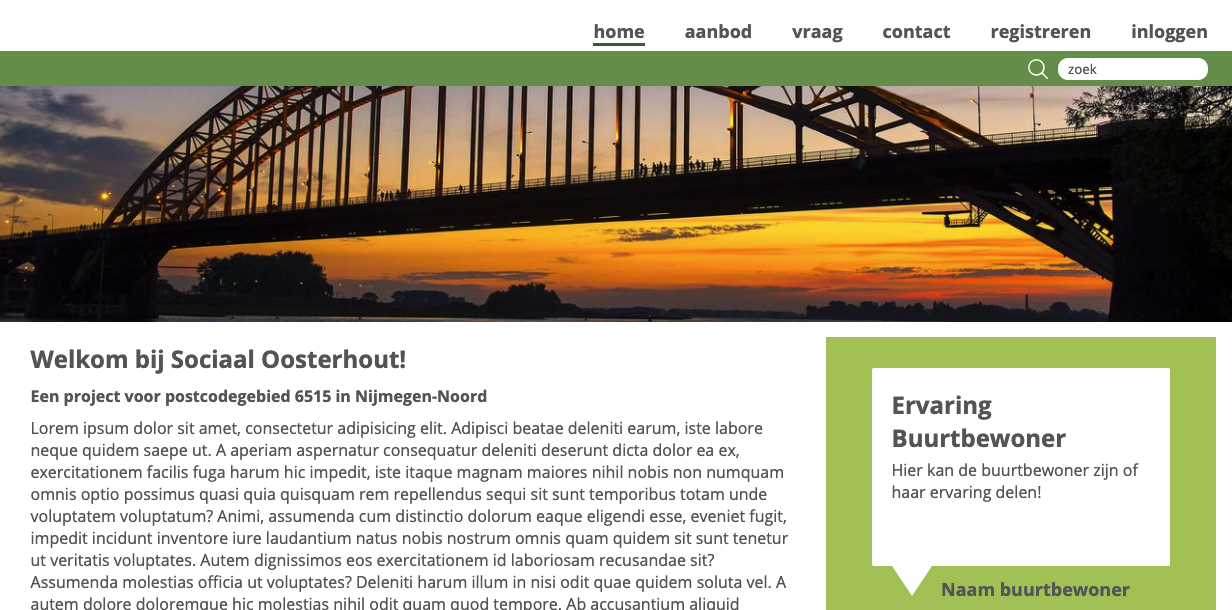 home aanbod vraag contact registreren inloggen
zoek
Welkom bij Sociaal Oosterhout!
Een project voor postcodegebied 6515 in Nijmegen-Noord
Lorem ipsum dolor sit amet, consectetur adipisicing elit. Adipisci beatae deleniti earum, iste labore
neque quidem saepe ut. A aperiam aspernatur consequatur deleniti deserunt dicta dolor ea ex,
exercitationem facilis fuga harum hic impedit, iste itaque magnam maiores nihil nobis non numquam
omnis optio possimus quasi quia quisquam rem repellendus sequi sit sunt temporibus totam unde
voluptatem voluptatum? Animi, assumenda cum distinctio dolorum eaque eligendi esse, eveniet fugit,
impedit incidunt inventore iure laudantium natus nobis nostrum omnis quam quidem sit sunt tenetur
ut veritatis voluptates. Autem dignissimos eos exercitationem id laboriosam recusandae sit?
Assumenda molestias officia ut voluptates? Deleniti harum illum in nisi odit quae quidem soluta vel. A
autem dolore doloremque hic molestias nihil odit quam quod tempore. Ab accusantium aliquid
Ervaring
Buurtbewoner
Hier kan de buurtbewoner zijn of
haar ervaring delen!
Naam buurtbewoner